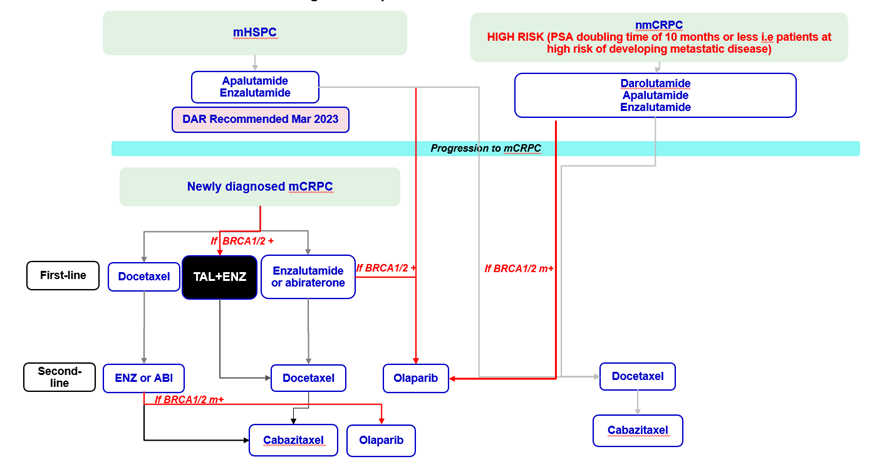 mHSPC
nmCRPC
HIGH RISK (PSA doubling time of 10 months or less i.e patients at
high risk of developing metastatic disease)
Apalutamide
Enzalutamide
DAR Recommended Mar 2023
Darolutamide
Apalutamide
Enzalutamide
Progression to mCRPC
Newly diagnosed mCRPC
If BRCA1/2 +
First-line
Docetaxel
TAL+ENZ
Enzalutamide
or abiraterone
If BRCA1/2 +
If BRCA1/2 m+
Second-
line
ENZ or ABI
Docetaxel
Olaparib
Docetaxel
If BRCA1/2 m+
Cabazitaxel
Olaparib
Cabazitaxel